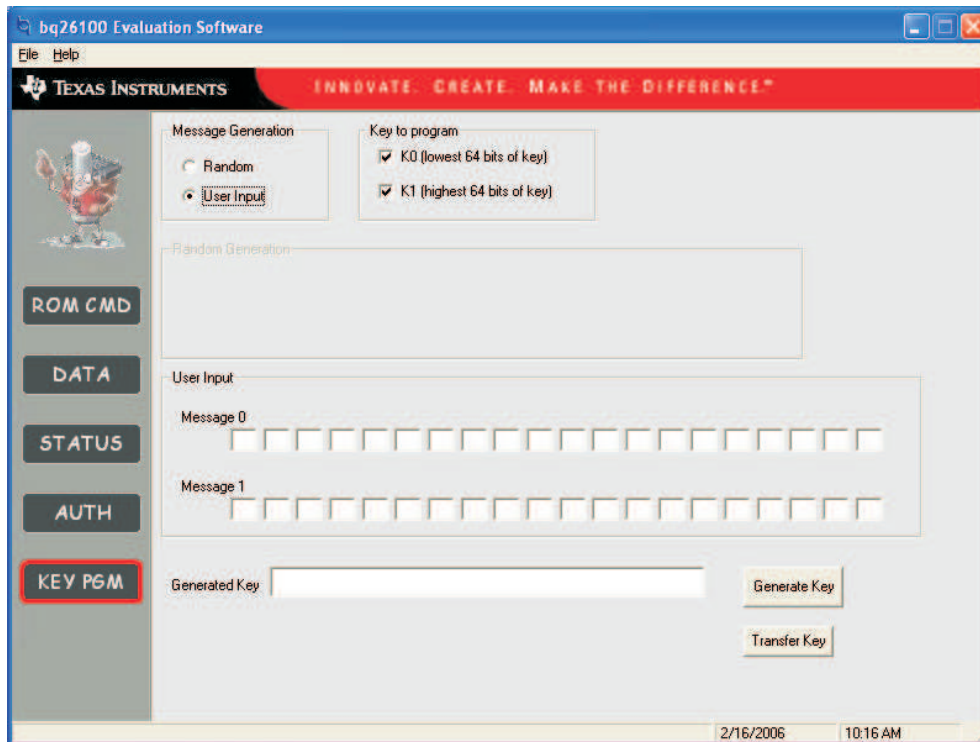 bq26100 Evaluation Software
File Help
TEXAS INSTRUMENTS
INNOVATE. CREATE. MAKE THE DIFFERENCE.™
Message Generation
Random
User Input
Key to program
K0 (lowest 64 bits of key)
K1 (highest 64 bits of key)
Random Generation
ROM CMD
DATA
STATUS
AUTH
KEY PGM
User Input
Message 0
Message 1
Generated Key
Generate Key
Transfer Key
2/16/2006 10:16 AM